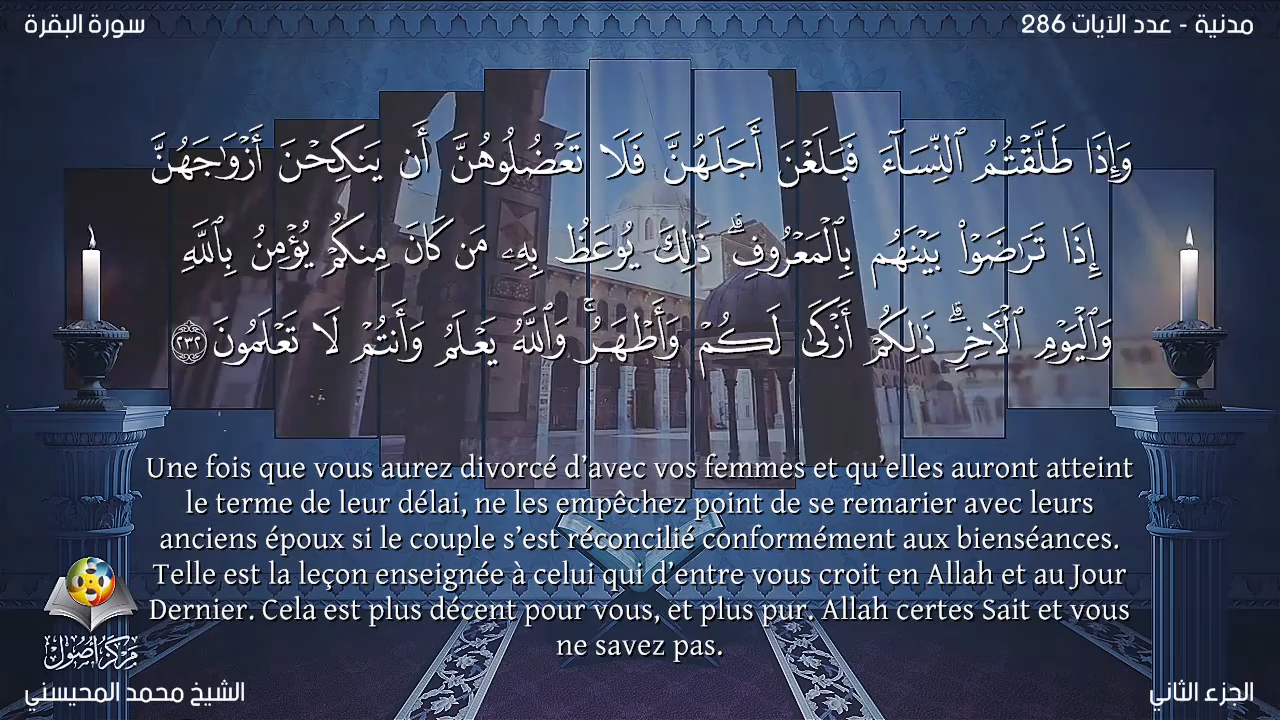 مدنية - عدد الآيات 286
سورة البقرة
وَإِذَا طَلَّقْتُمُ ٱلنِّسَآءَ فَبَلَغْنَ أَجَلَهُنَّ فَلَا تَعْضُلُوهُنَّ أَن يَنكِحْنَ أَزْوَٰجَهُنَّ
إِذَا تَرَٰضَوْا۟ بَيْنَهُم بِٱلْمَعْرُوفِ ۗ ذَٰلِكَ يُوعَظُ بِهِۦ مَن كَانَ مِنكُمْ يُؤْمِنُ بِٱللَّهِ
وَٱلْيَوْمِ ٱلْءَاخِرِ ۗ ذَٰلِكُمْ أَزْكَىٰ لَكُمْ وَأَطْهَرُ ۗ وَٱللَّهُ يَعْلَمُ وَأَنتُمْ لَا تَعْلَمُونَ ٢٣٢
Une fois que vous aurez divorcé d’avec vos femmes et qu’elles auront atteint
le terme de leur délai, ne les empêchez point de se remarier avec leurs
anciens époux si le couple s’est réconcilié conformément aux bienséances.
Telle est la leçon enseignée à celui qui d’entre vous croit en Allah et au Jour
Dernier. Cela est plus décent pour vous, et plus pur. Allah certes Sait et vous
ne savez pas.
مركز أصول
الجزء الثاني
الشيخ محمد المحيسني